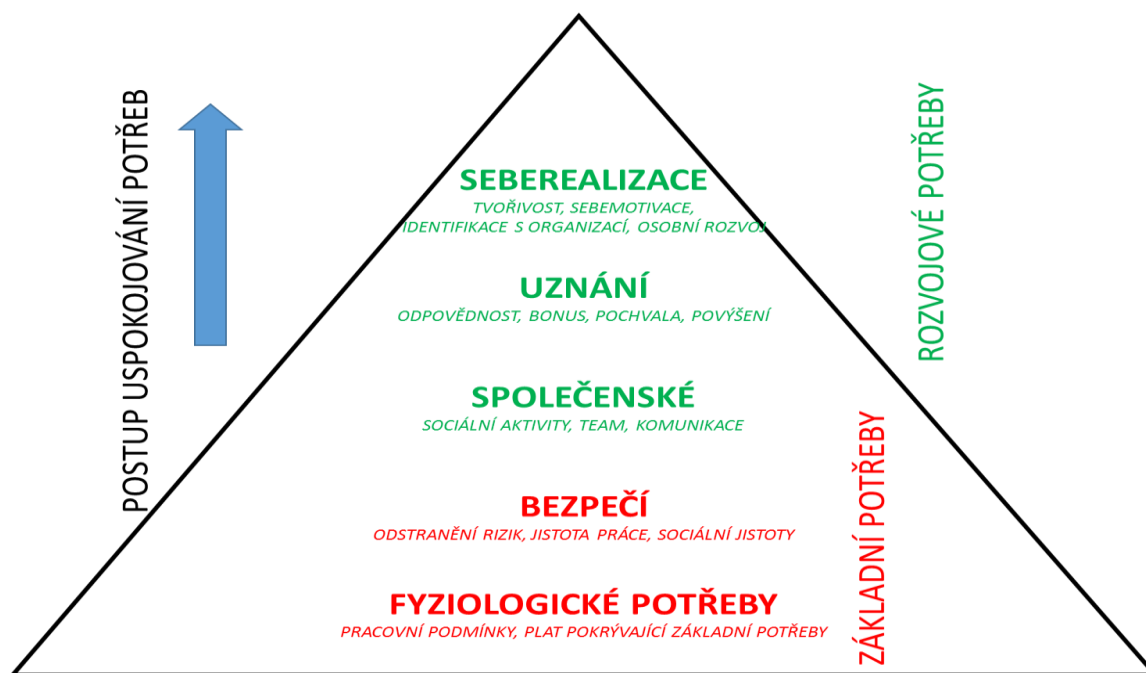 POSTUP USPOKOJOVÁNÍ POTŘEB
SEBEREALIZACE
TVOŘIVOST, SEBEMOTIVACE,
IDENTIFIKACE S ORGANIZACÍ, OSOBNÍ ROZVOJ
UZNÁNÍ
ODPOVĚDNOST, BONUS, POCHVALA, POVÝŠENÍ
SPOLEČENSKÉ
SOCIÁLNÍ AKTIVITY, TEAM, KOMUNIKACE
BEZPEČÍ
ODSTRANĚNÍ RIZIK, JISTOTA PRÁCE, SOCIÁLNÍ JISTOTY
FYZIOLOGICKÉ POTŘEBY
PRACOVNÍ PODMÍNKY, PLAT POKRÝVAJÍCÍ ZÁKLADNÍ POTŘEBY
ROZVOJOVÉ POTŘEBY
ZÁKLADNÍ POTŘEBY